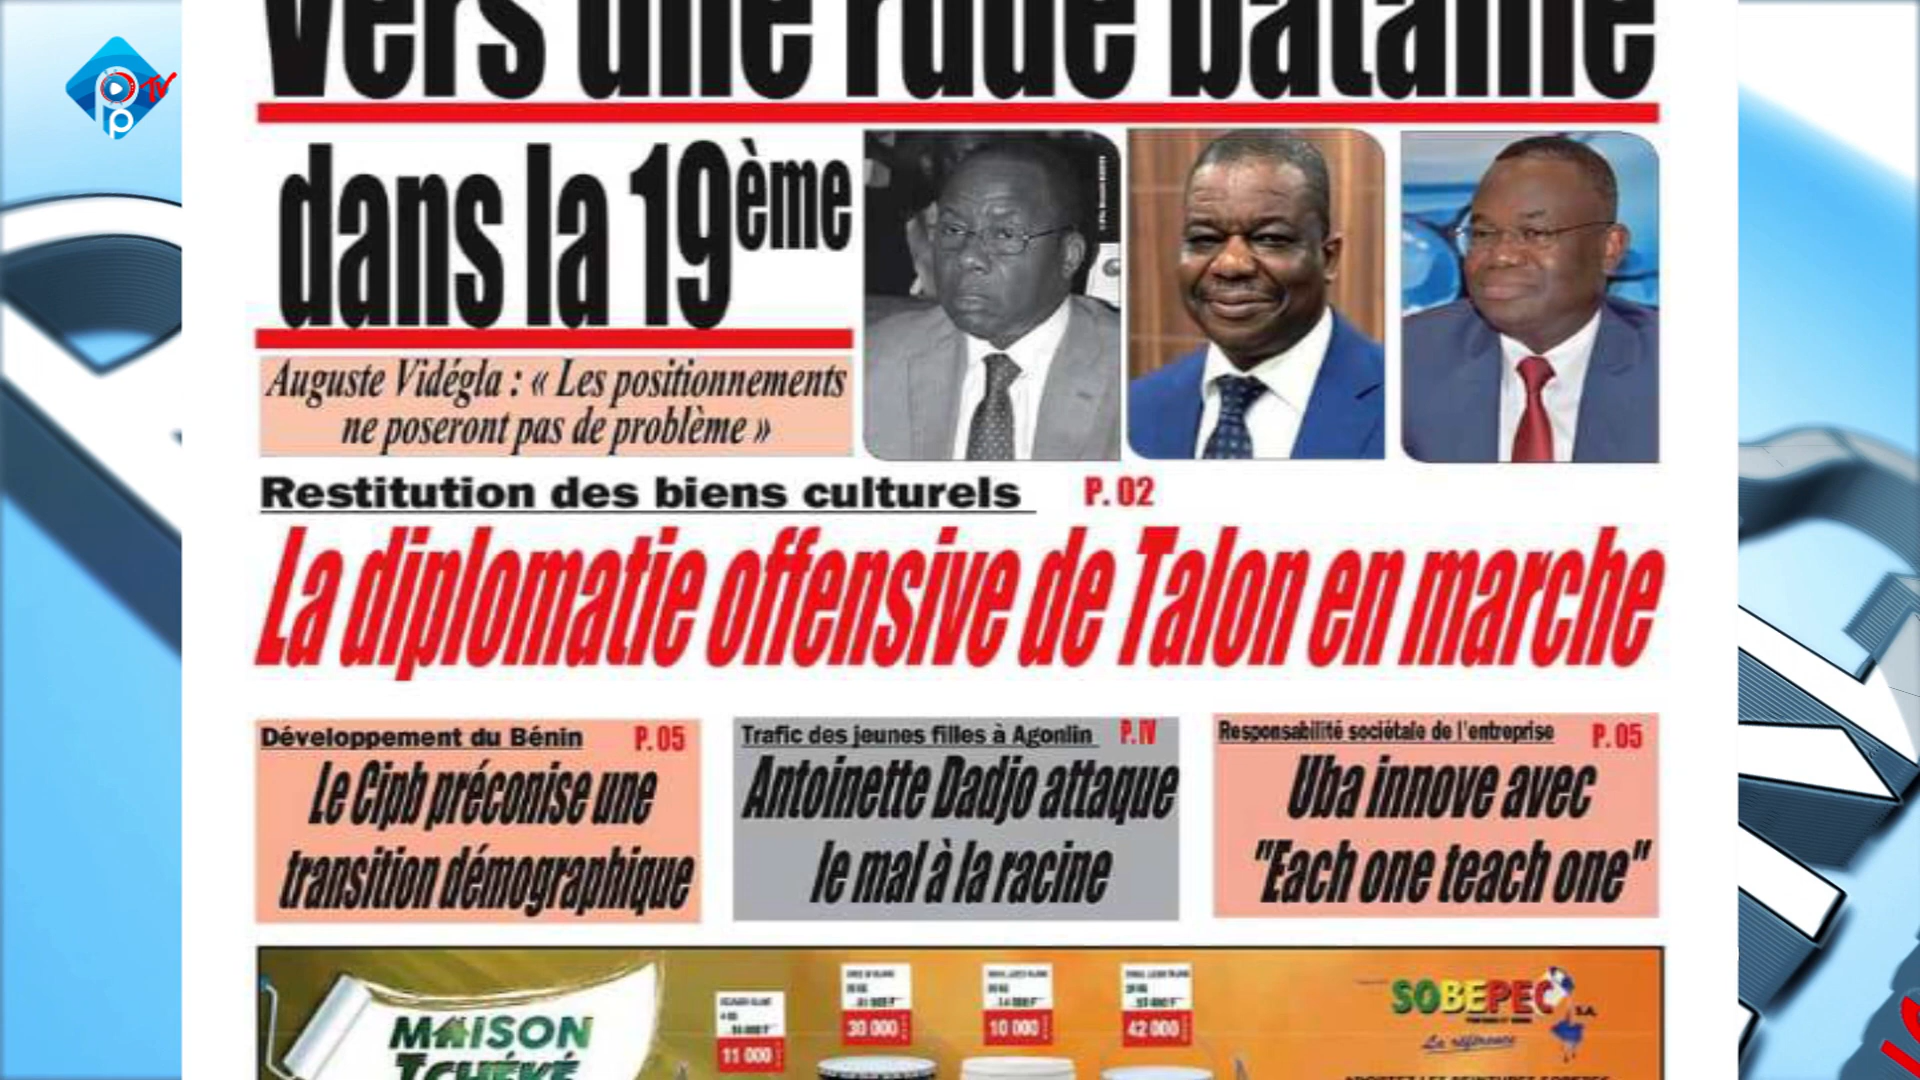 Vers une rude bataille
TV
dans la 19ème
Auguste Vidégla : « Les positionnements
ne poseront pas de problème »
Restitution des biens culturels P. 02
La diplomatie offensive de Talon en marche
Développement du Bénin P. 05
Le Cipb préconise une
transition démographique
Trafic des jeunes filles à Agonlin P. IV
Antoinette Dadjo attaque
le mal à la racine
Responsabilité sociétale de l'entreprise P. 05
Uba innove avec
"Each one teach one"
MAISON
TCHÉKÉ
11 000
30 000
10 000
42 000
SOBEPEC S.A.
La référence